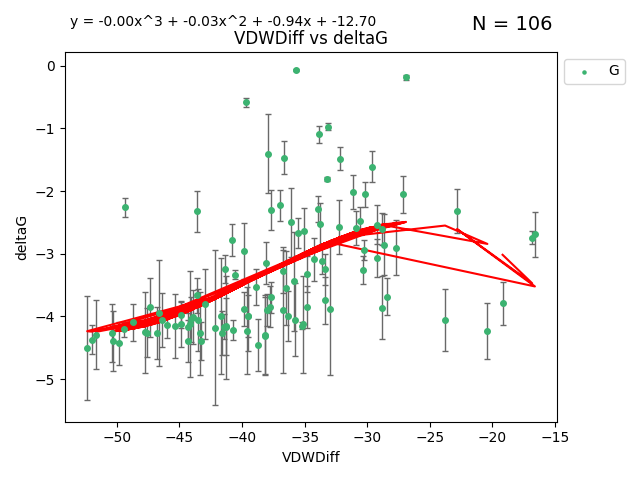 y = -0.00x^3 + -0.03x^2 + -0.94x + -12.70
N = 106
VDWDiff vs deltaG
G
0
−1
−2
−3
−4
−5
deltaG
−50 −45 −40 −35 −30 −25 −20 −15
VDWDiff